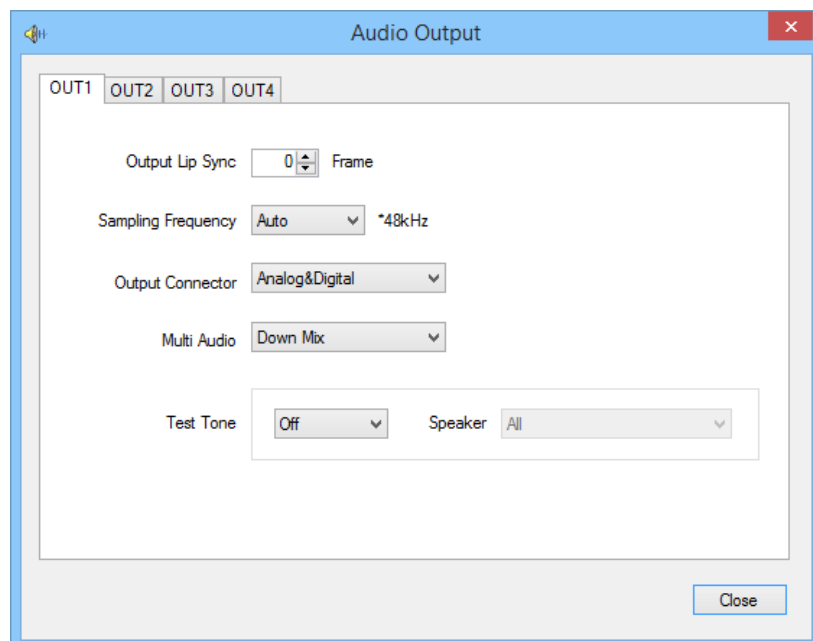 Audio Output
OUT1 OUT2 OUT3 OUT4
Output Lip Sync 0 Frame
Sampling Frequency Auto *48kHz
Output Connector Analog&Digital
Multi Audio Down Mix
Test Tone Off Speaker All
Close